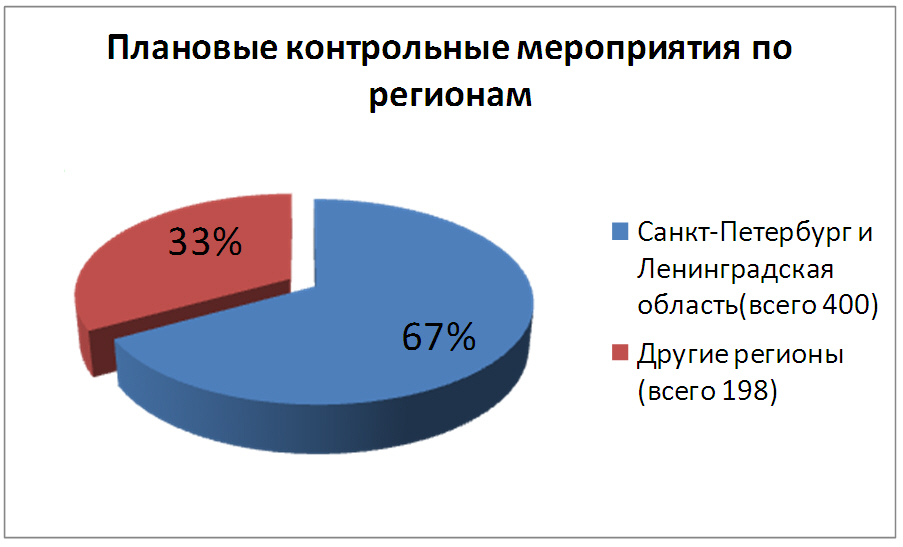 Плановые контрольные мероприятия по
регионам
33%
67%
Санкт-Петербург и
Ленинградская
область(всего 400)
Другие регионы
(всего 198)